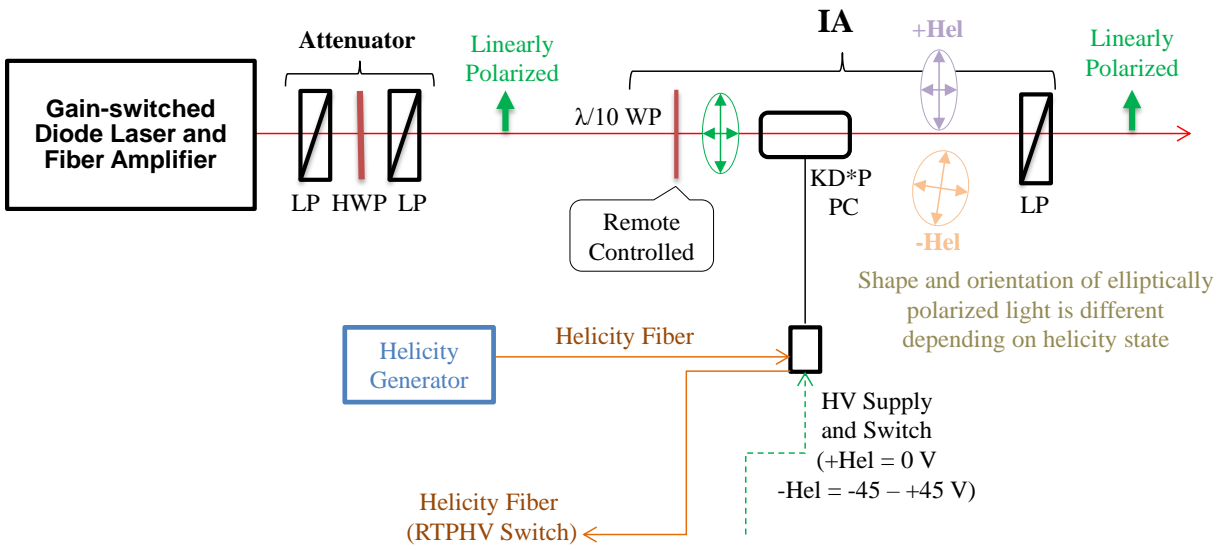 IA
Attenuator
Linearly
Polarized
+Hel
Linearly
Polarized
Gain-switched
Diode Laser and
Fiber Amplifier
λ/10 WP
LP
HWP
LP
KD*P
PC
LP
Remote
Controlled
-Hel
Shape and orientation of elliptically
polarized light is different
depending on helicity state
Helicity
Generator
Helicity Fiber
HV Supply
and Switch
(+Hel = 0 V
-Hel = -45 – +45 V)
Helicity Fiber
(RTPHV Switch)